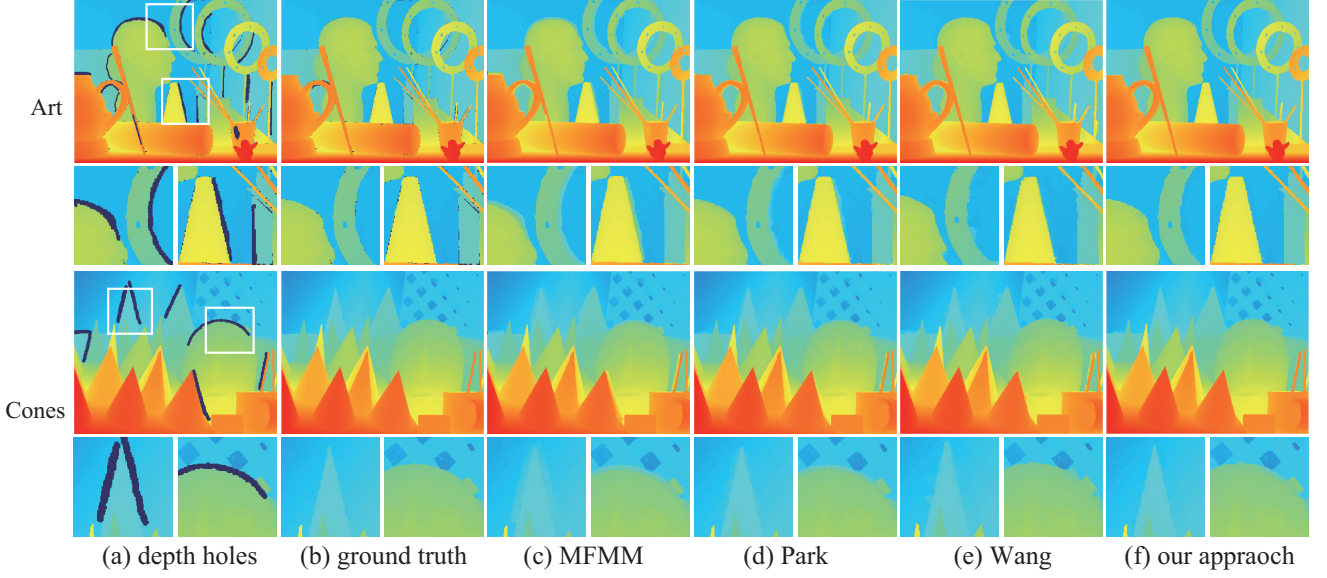 Art
Cones
(a) depth holes
(b) ground truth
(c) MFMM
(d) Park
(e) Wang
(f) our appraoch